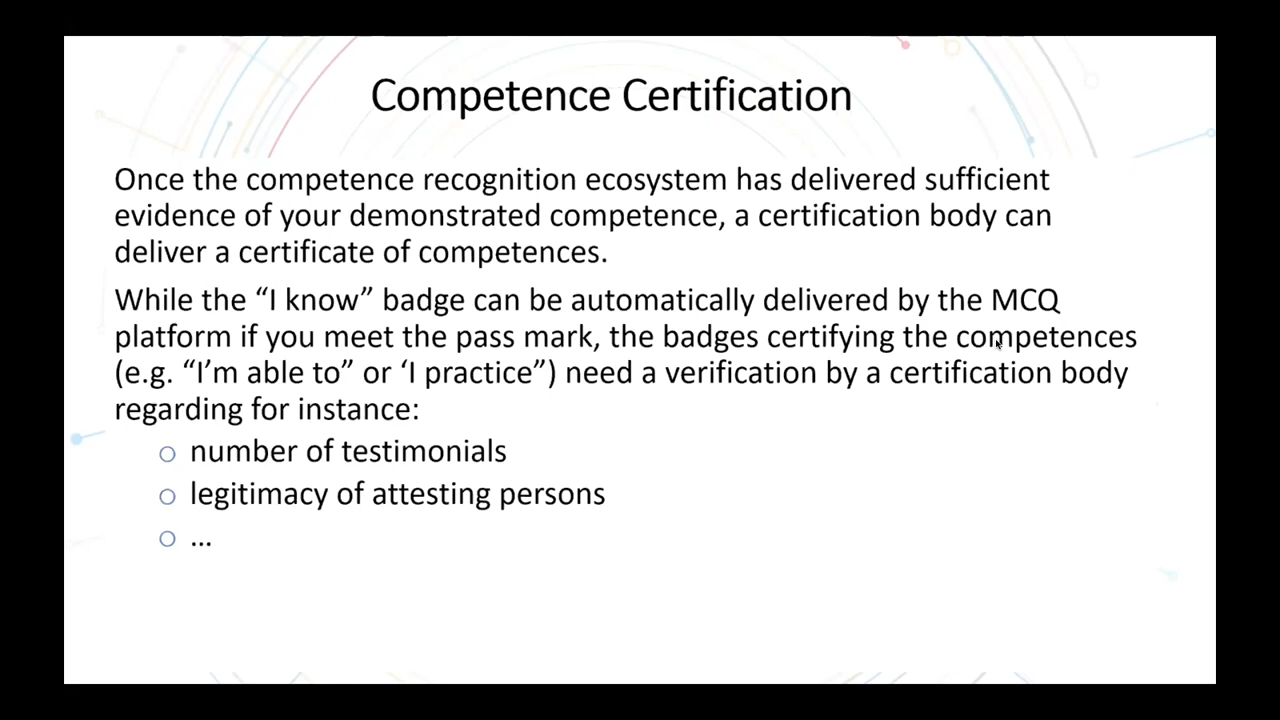 Competence Certification
Once the competence recognition ecosystem has delivered sufficient
evidence of your demonstrated competence, a certification body can
deliver a certificate of competences.
While the “I know” badge can be automatically delivered by the MCQ
platform if you meet the pass mark, the badges certifying the competences
(e.g. “I’m able to” or ‘I practice”) need a verification by a certification body
regarding for instance:
○ number of testimonials
○ legitimacy of attesting persons
○ ...